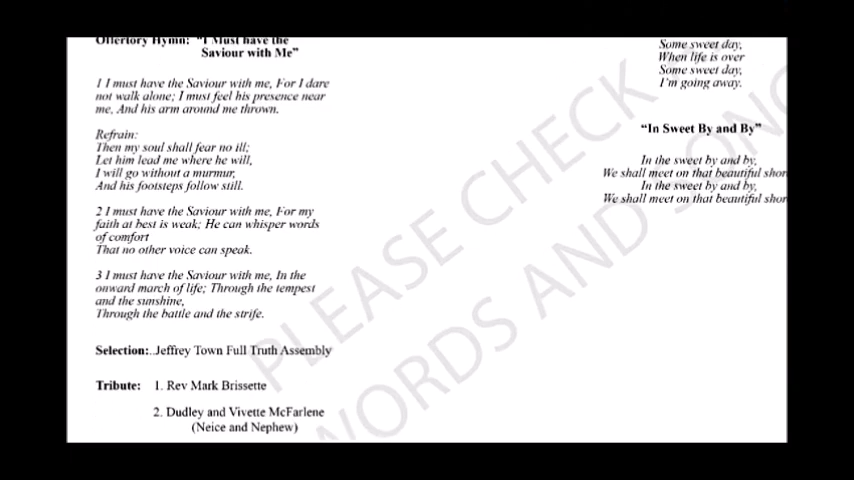 Offertory Hymn: "I Must have the
Saviour with Me"
1 I must have the Saviour with me, For I dare
not walk alone; I must feel his presence near
me, And his arm around me thrown.
Refrain:
Then my soul shall fear no ill;
Let him lead me where he will,
I will go without a murmur,
And his footsteps follow still.
2 I must have the Saviour with me, For my
faith at best is weak; He can whisper words
of comfort
That no other voice can speak.
3 I must have the Saviour with me, In the
onward march of life; Through the tempest
and the sunshine,
Through the battle and the strife.
Selection:..Jeffrey Town Full Truth Assembly
Tribute: 1. Rev Mark Brissette
2. Dudley and Vivette McFarlene
(Neice and Nephew)
Some sweet day,
When life is over
Some sweet day,
I'm going away.
"In Sweet By and By"
In the sweet by and by,
We shall meet on that beautiful shor
In the sweet by and by,
We shall meet on that beautiful shor
PLEASE CHECK
WORDS AND SONG